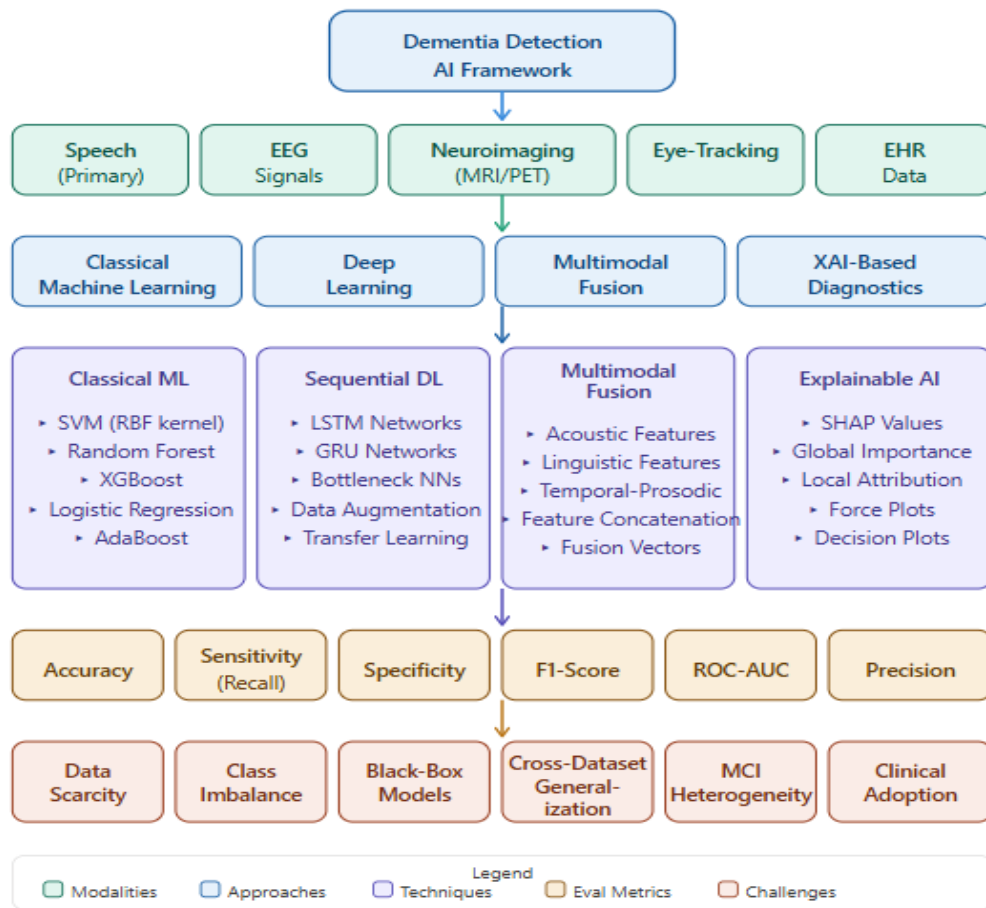 Dementia Detection
AI Framework
Speech
(Primary)
EEG
Signals
Neuroimaging
(MRI/PET)
Eye-Tracking
EHR
Data
Classical
Machine Learning
Deep
Learning
Multimodal
Fusion
XAI-Based
Diagnostics
Classical ML
‣ SVM (RBF kernel)
‣ Random Forest
‣ XGBoost
‣ Logistic Regression
‣ AdaBoost
Sequential DL
‣ LSTM Networks
‣ GRU Networks
‣ Bottleneck NNs
‣ Data Augmentation
‣ Transfer Learning
Multimodal
Fusion
‣ Acoustic Features
‣ Linguistic Features
‣ Temporal-Prosodic
‣ Feature Concatenation
‣ Fusion Vectors
Explainable AI
‣ SHAP Values
‣ Global Importance
‣ Local Attribution
‣ Force Plots
‣ Decision Plots
Accuracy
Sensitivity
(Recall)
Specificity
F1-Score
ROC-AUC
Precision
Data
Scarcity
Class
Imbalance
Black-Box
Models
Cross-Dataset
General-
ization
MCI
Heterogeneity
Clinical
Adoption
Legend
Modalities
Approaches
Techniques
Eval Metrics
Challenges